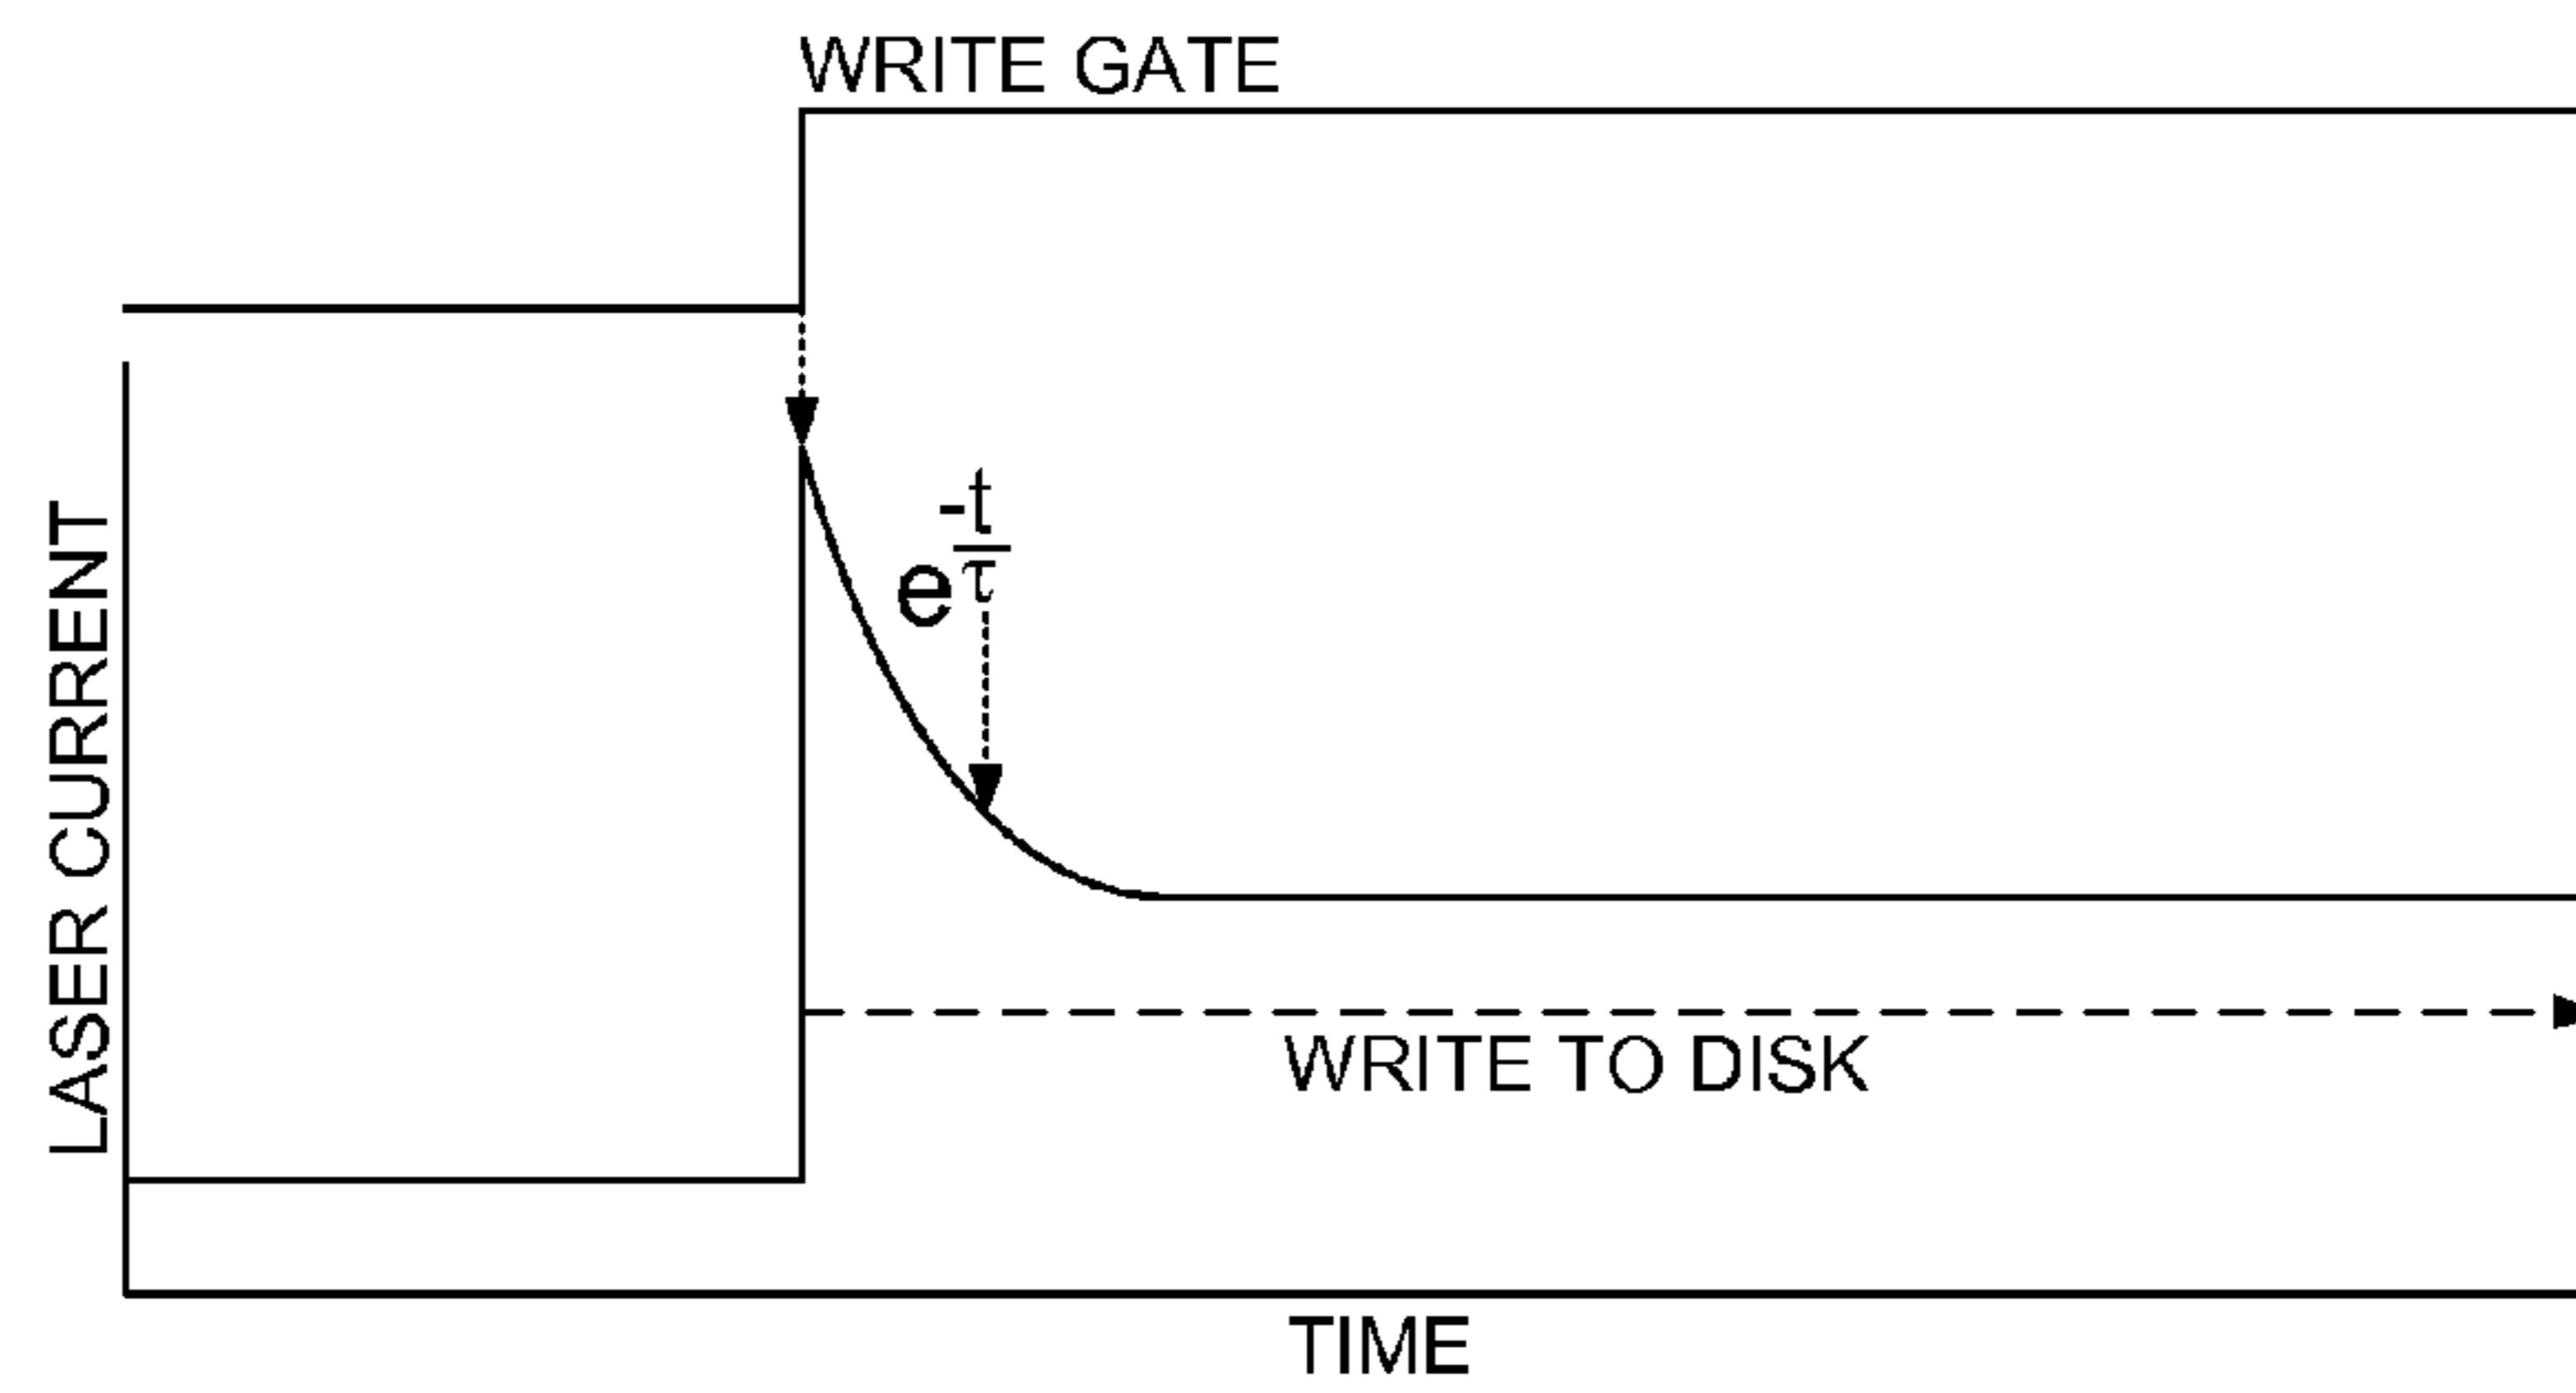 WRITE GATE
-t
e τ
LASER CURRENT
WRITE TO DISK
TIME